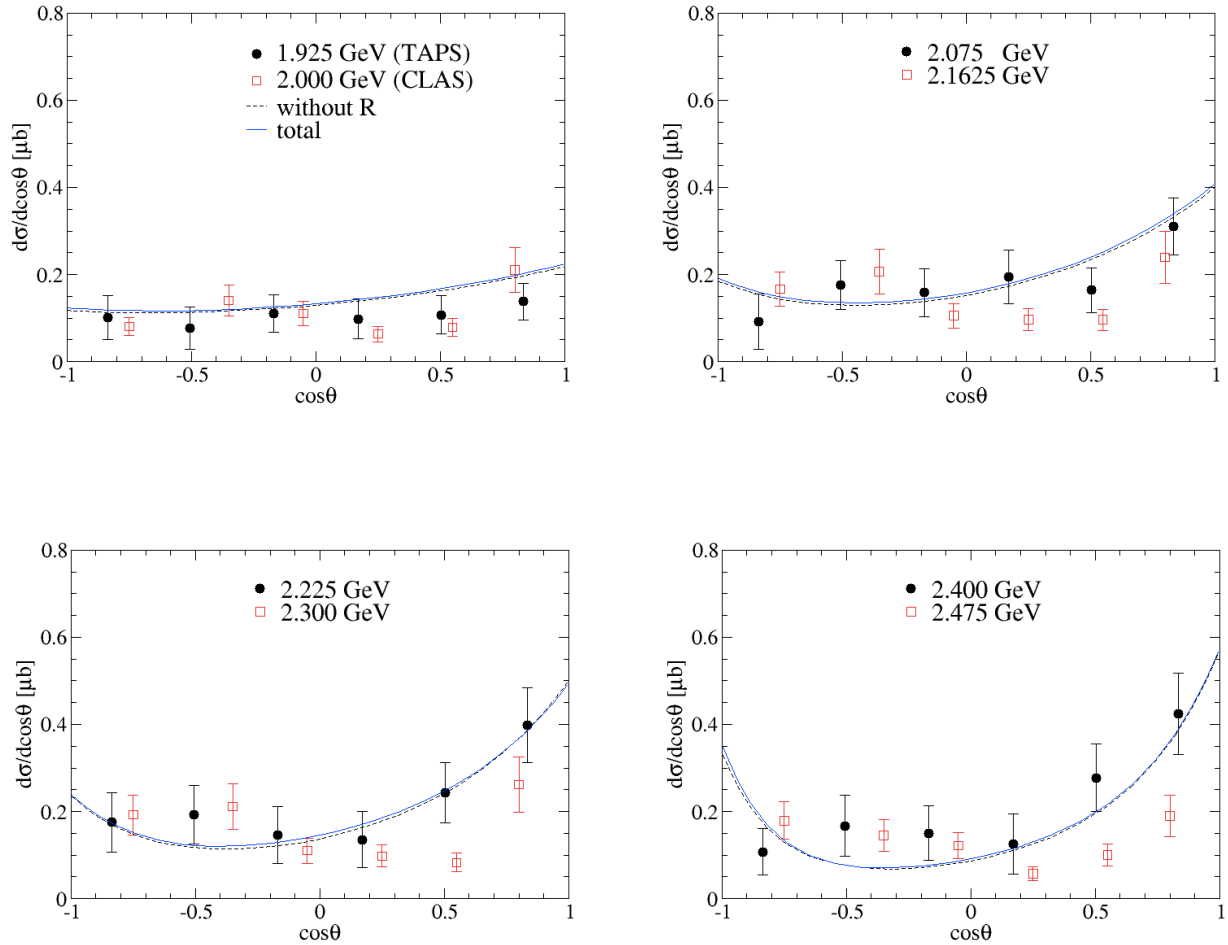 0.8
0.6
0.4
0.2
0
dσ/dcosθ [μb]
1.925 GeV (TAPS)
2.000 GeV (CLAS)
without R
total
-1 -0.5 0 0.5 1
cosθ
0.8
0.6
0.4
0.2
0
dσ/dcosθ [μb]
2.075 GeV
2.1625 GeV
-1 -0.5 0 0.5 1
cosθ
0.8
0.6
0.4
0.2
0
dσ/dcosθ [μb]
2.225 GeV
2.300 GeV
-1 -0.5 0 0.5 1
cosθ
0.8
0.6
0.4
0.2
0
dσ/dcosθ [μb]
2.400 GeV
2.475 GeV
-1 -0.5 0 0.5 1
cosθ